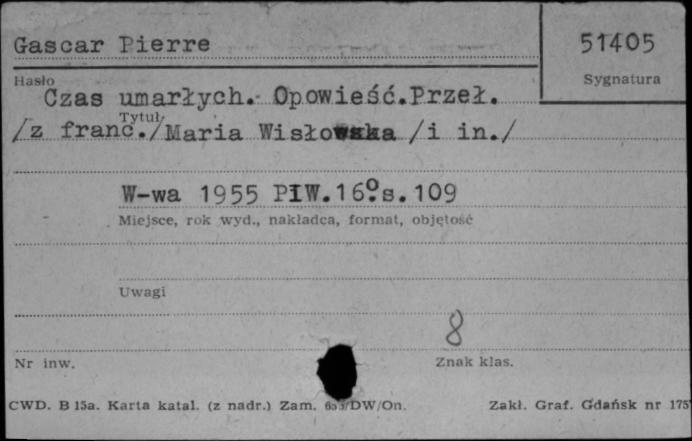 Gascar Pierre
51405
Hasło
Sygnatura
Czas umarłych.- Opowieść.Przeł.
Tytuł
/z franc./Maria Wisłowska /i in./
W-wa 1955 PIW.16º.s.109
Miejsce, rok wyd., nakładca, format, objętość
Uwagi
8
Nr inw.
Znak klas.
CWD. B 15a. Karta katal. (z nadr.) Zam. /DW/On.
Zakł. Graf. Gdańsk nr 175